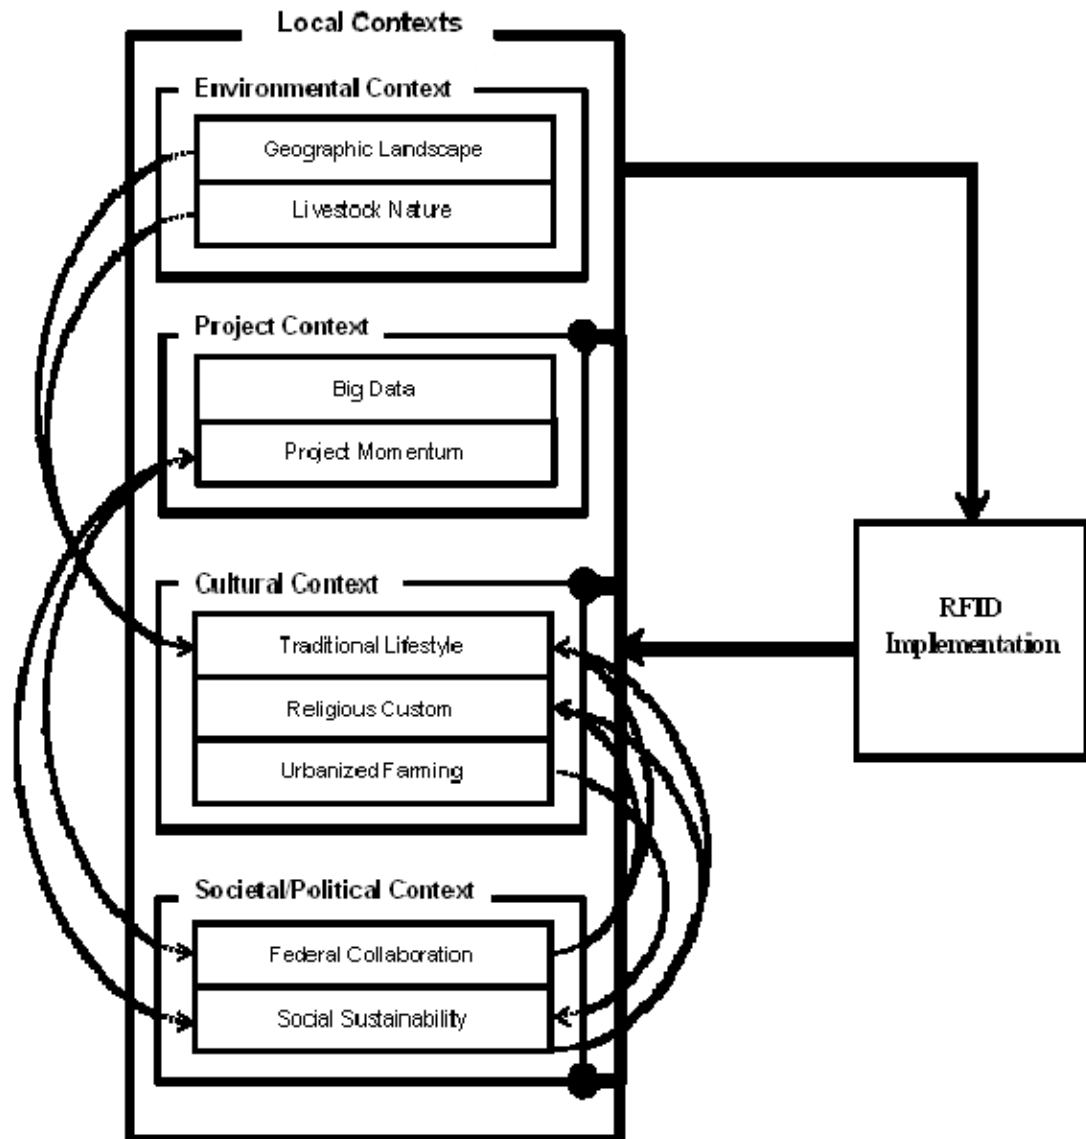 Local Contexts
Environmental Context
Geographic Landscape
Livestock Nature
Project Context
Big Data
Project Momentum
Cultural Context
Traditional Lifestyle
Religious Custom
Urbanized Farming
Societal/Political Context
Federal Collaboration
Social Sustainability
RFID
Implementation